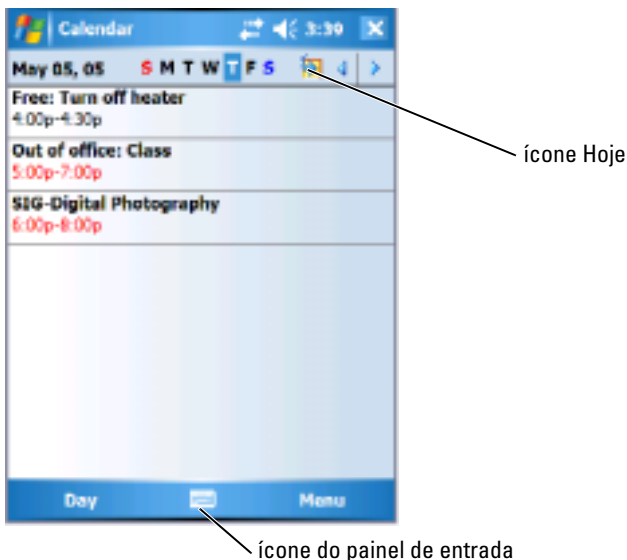 Calendar 3:39
May 05, 05 S M T W T F S
Free: Turn off heater
4:00p-4:30p
ícone Hoje
Out of office: Class
5:00p-7:00p
SIG-Digital Photography
6:00p-8:00p
Day Menu
ícone do painel de entrada